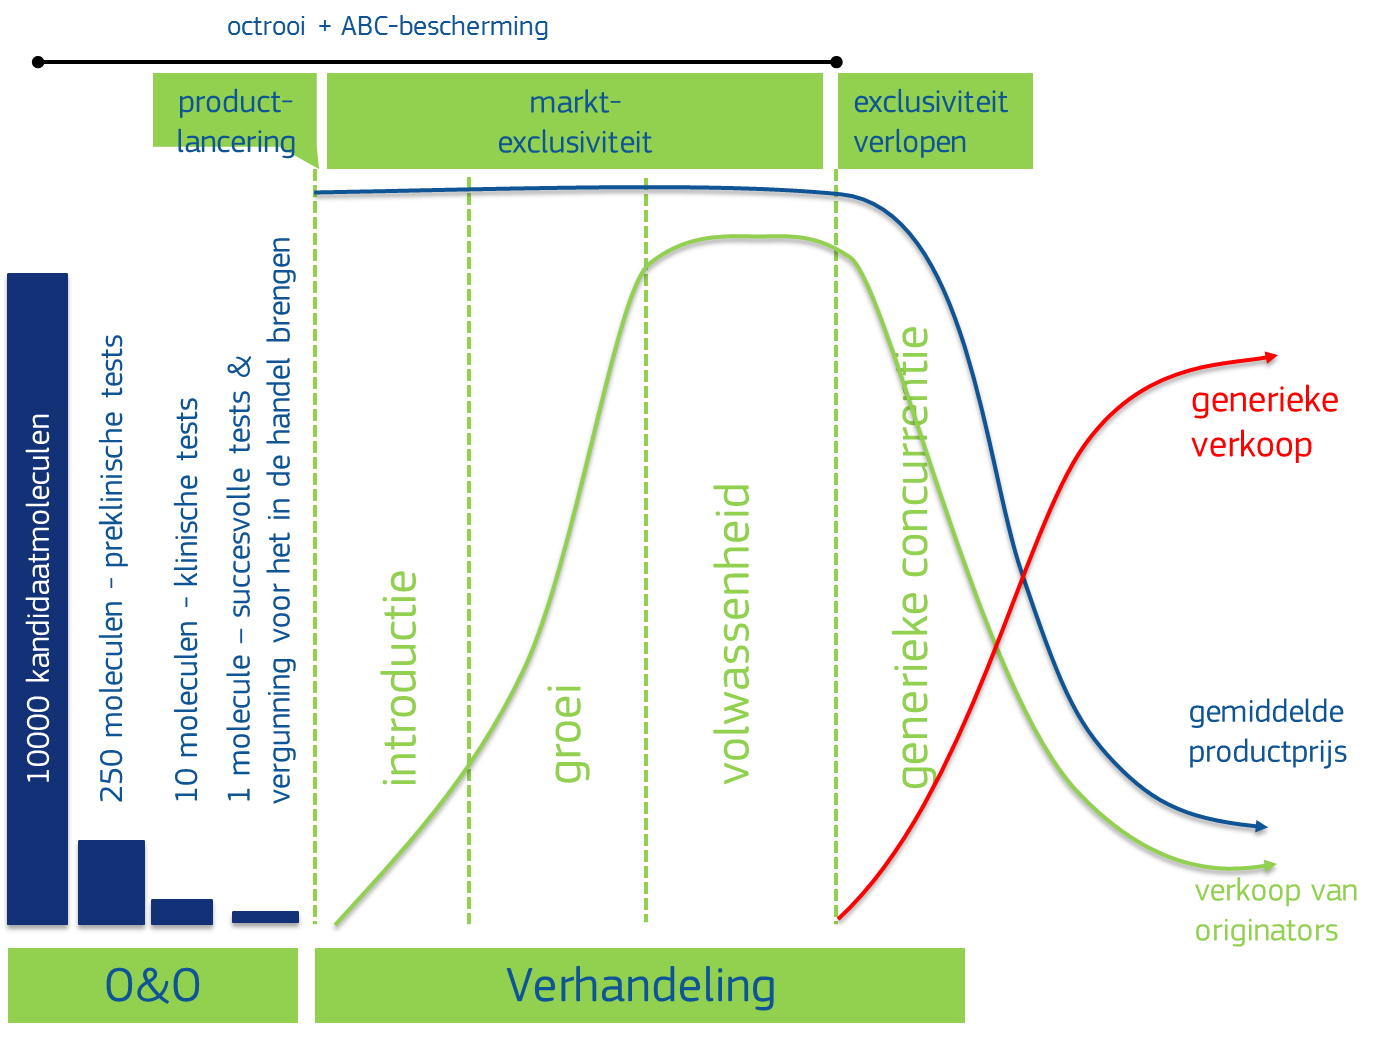 octrooi + ABC-bescherming
product-
lancering
markt-
exclusiviteit
exclusiviteit
verlopen
10000 kandidaatmoleculen
250 moleculen - preklinische tests
10 moleculen - klinische tests
1 molecule – succesvolle tests &
vergunning voor het in de handel brengen
introductie
groei
volwassenheid
generieke concurrentie
generieke
verkoop
gemiddelde
productprijs
verkoop van
originators
O&O
Verhandeling